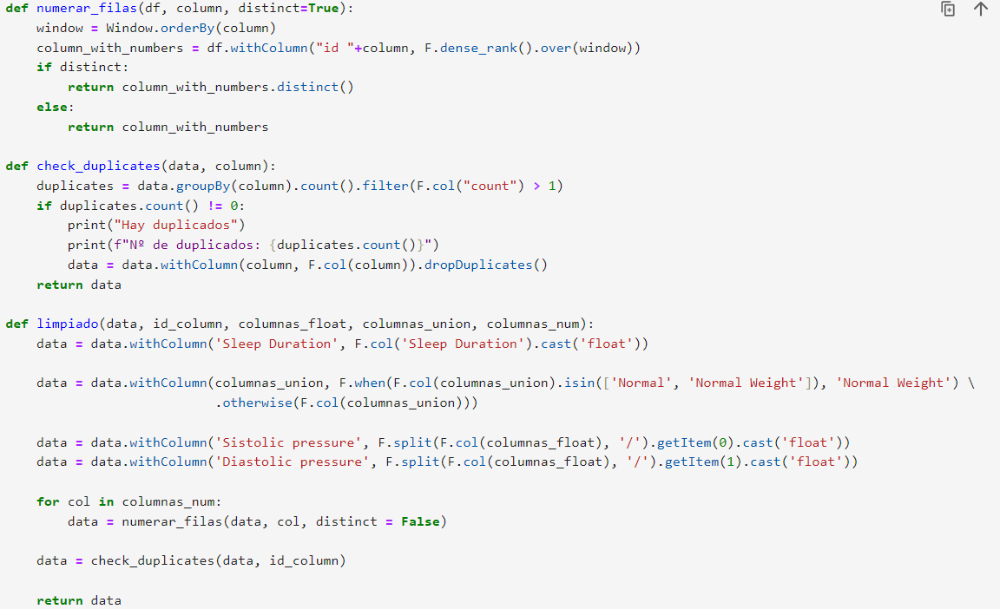 def numerar_filas(df, column, distinct=True):
    window = Window.orderBy(column)
    column_with_numbers = df.withColumn("id "+column, F.dense_rank().over(window))
    if distinct:
        return column_with_numbers.distinct()
    else:
        return column_with_numbers

def check_duplicates(data, column):
    duplicates = data.groupBy(column).count().filter(F.col("count") > 1)
    if duplicates.count() != 0:
        print("Hay duplicados")
        print(f"Nº de duplicados: {duplicates.count()}")
        data = data.withColumn(column, F.col(column)).dropDuplicates()
    return data

def limpiado(data, id_column, columnas_float, columnas_union, columnas_num):
    data = data.withColumn('Sleep Duration', F.col('Sleep Duration').cast('float'))

    data = data.withColumn(columnas_union, F.when(F.col(columnas_union).isin(['Normal', 'Normal Weight']), 'Normal Weight') \
                           .otherwise(F.col(columnas_union)))

    data = data.withColumn('Sistolic pressure', F.split(F.col(columnas_float), '/').getItem(0).cast('float'))
    data = data.withColumn('Diastolic pressure', F.split(F.col(columnas_float), '/').getItem(1).cast('float'))

    for col in columnas_num:
        data = numerar_filas(data, col, distinct = False)

    data = check_duplicates(data, id_column)

    return data